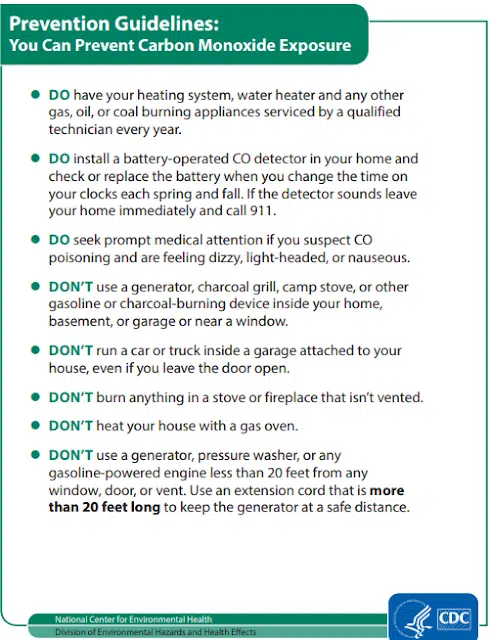 Prevention Guidelines:
You Can Prevent Carbon Monoxide Exposure
● DO have your heating system, water heater and any other
gas, oil, or coal burning appliances serviced by a qualified
technician every year.
● DO install a battery-operated CO detector in your home and
check or replace the battery when you change the time on
your clocks each spring and fall. If the detector sounds leave
your home immediately and call 911.
● DO seek prompt medical attention if you suspect CO
poisoning and are feeling dizzy, light-headed, or nauseous.
● DON’T use a generator, charcoal grill, camp stove, or other
gasoline or charcoal-burning device inside your home,
basement, or garage or near a window.
● DON’T run a car or truck inside a garage attached to your
house, even if you leave the door open.
● DON’T burn anything in a stove or fireplace that isn’t vented.
● DON’T heat your house with a gas oven.
● DON’T use a generator, pressure washer, or any
gasoline-powered engine less than 20 feet from any
window, door, or vent. Use an extension cord that is more
than 20 feet long to keep the generator at a safe distance.
National Center for Environmental Health
Division of Environmental Hazards and Health Effects
CDC